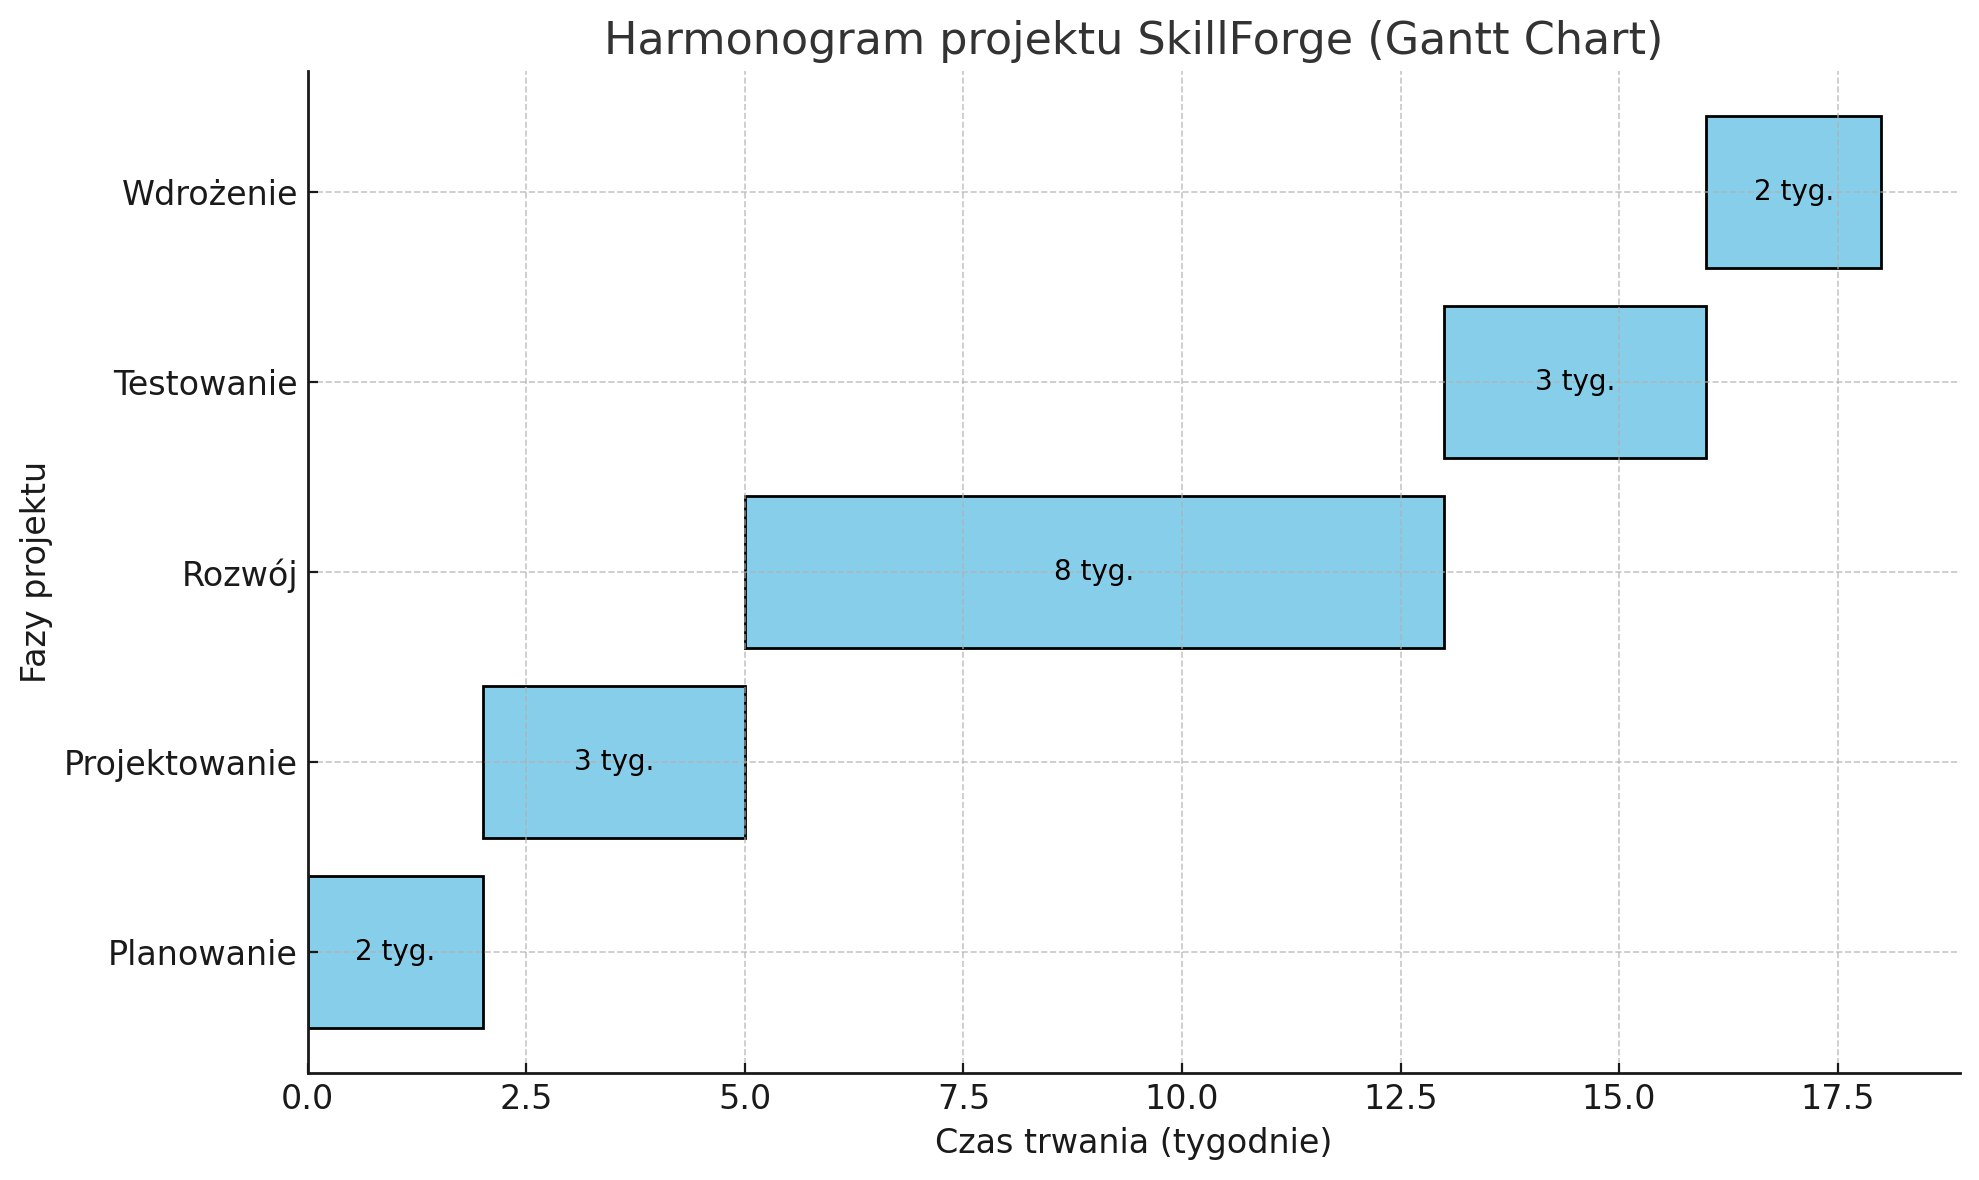 Harmonogram projektu SkillForge (Gantt Chart)
Fazy projektu
Wdrożenie
2 tyg.
Testowanie
3 tyg.
Rozwój
8 tyg.
Projektowanie
3 tyg.
Planowanie
2 tyg.
0.0 2.5 5.0 7.5 10.0 12.5 15.0 17.5
Czas trwania (tygodnie)